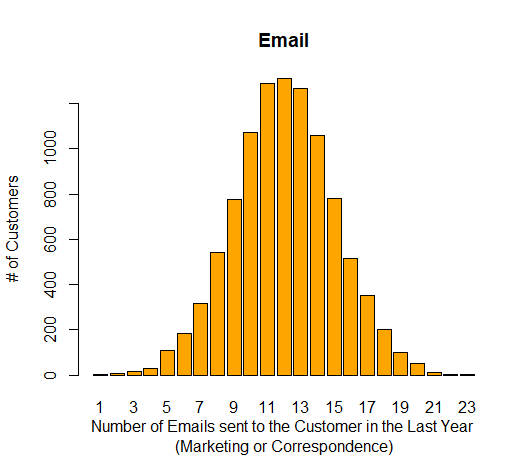 Email
# of Customers
1000
800
600
400
200
0
1 3 5 7 9 11 13 15 17 19 21 23
Number of Emails sent to the Customer in the Last Year
(Marketing or Correspondence)